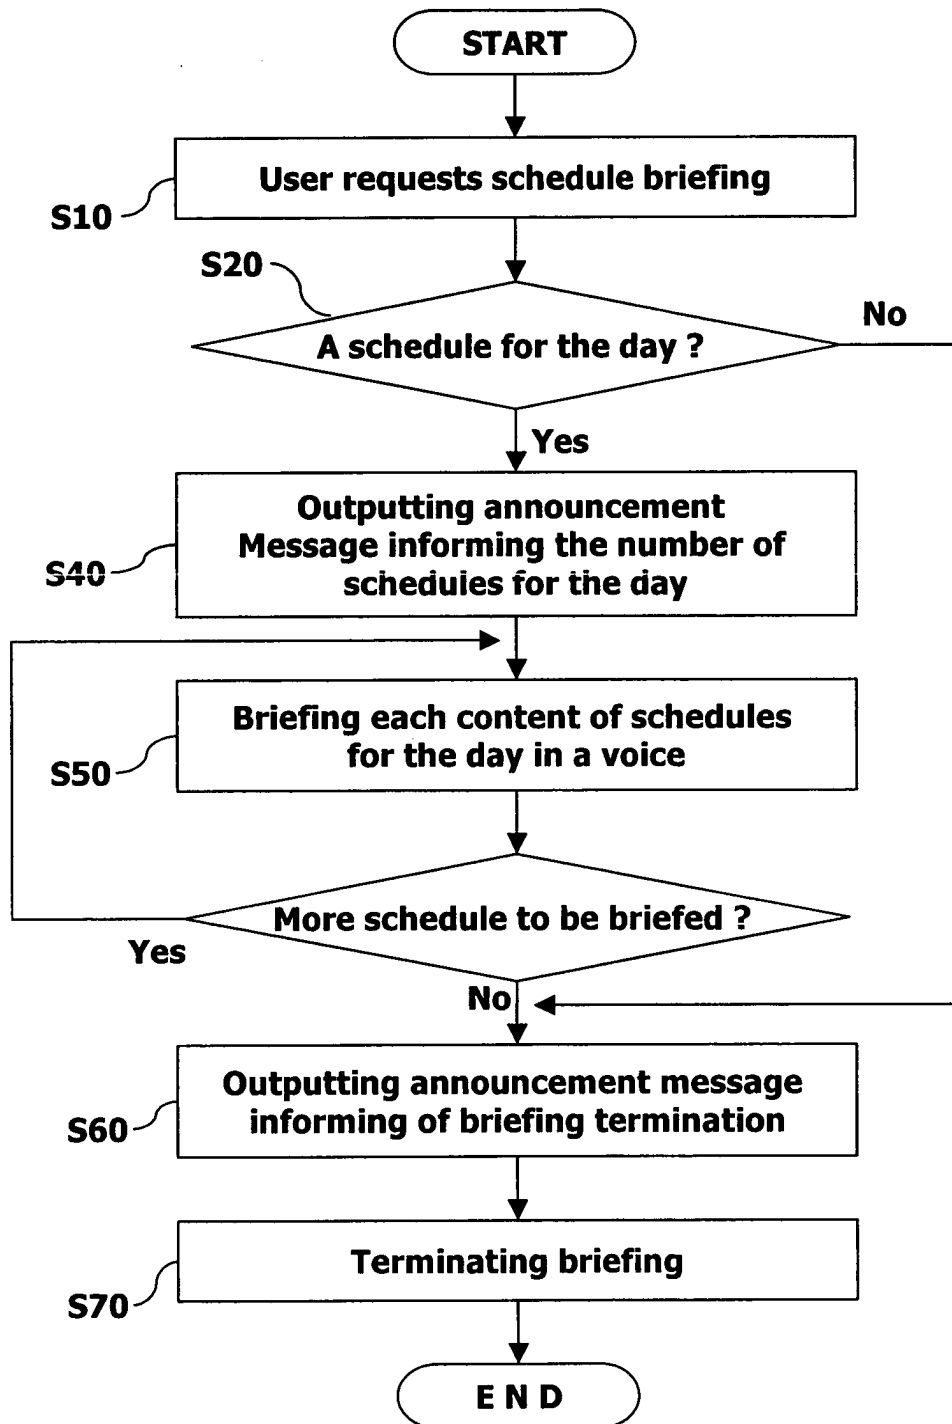 START
User requests schedule briefing
S10
S20
No
A schedule for the day ?
Yes
Outputting announcement
Message informing the number of
schedules for the day
S40
Briefing each content of schedules
for the day in a voice
S50
More schedule to be briefed ?
Yes
No
Outputting announcement message
informing of briefing termination
S60
Terminating briefing
S70
E N D